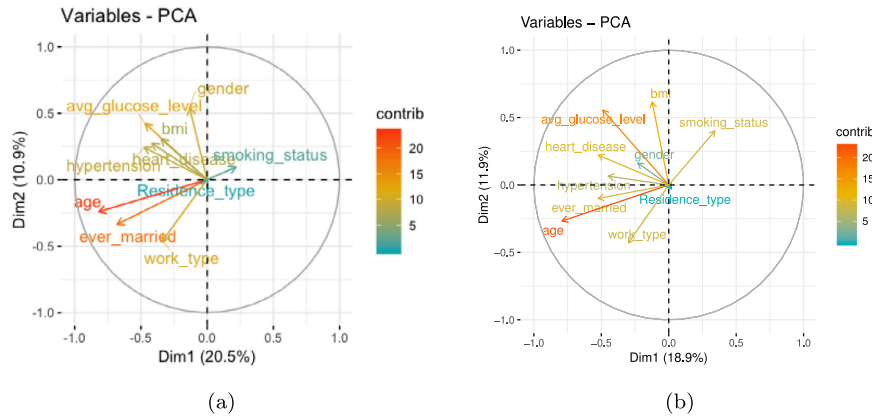 Variables - PCA
1.0
0.5
0.0
-0.5
-1.0
Dim2 (10.9%)
gender
avg_glucose_level
bmi
smoking_status
heart_disease
hypertension
Residence_type
age
ever_married
work_type
-1.0 -0.5 0.0 0.5 1.0
Dim1 (20.5%)
contrib
20
15
10
5
(a)
Variables – PCA
1.0
0.5
0.0
-0.5
-1.0
Dim2 (11.9%)
bmi
avg_glucose_level
smoking_status
heart_disease
gender
hypertension
Residence_type
ever_married
age
work_type
-1.0 -0.5 0.0 0.5 1.0
Dim1 (18.9%)
contrib
20
15
10
5
(b)